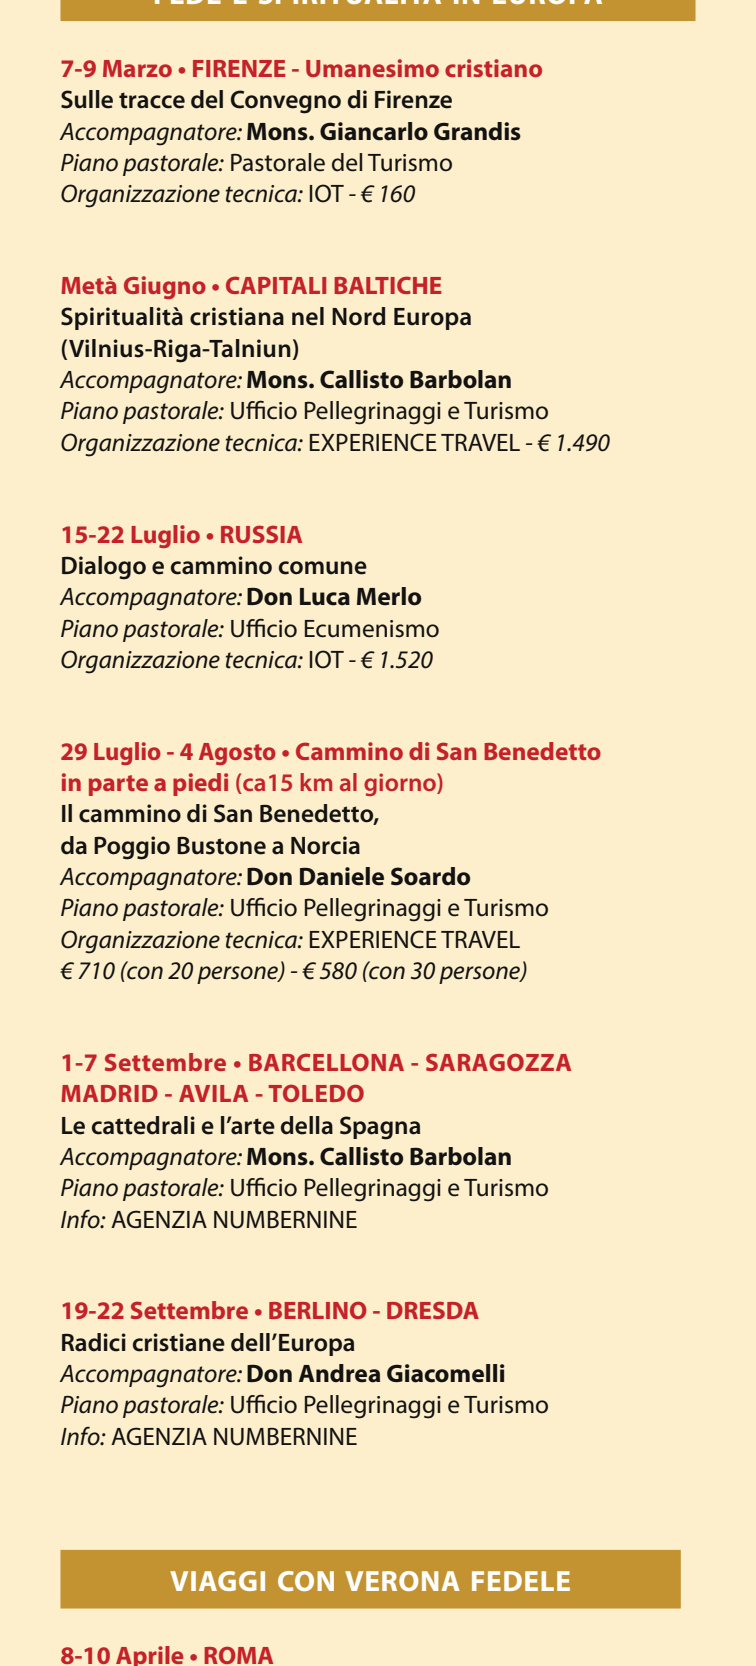 FEDE E SPIRITUALITÀ IN EUROPA
7-9 Marzo • FIRENZE - Umanesimo cristiano
Sulle tracce del Convegno di Firenze
Accompagnatore: Mons. Giancarlo Grandis
Piano pastorale: Pastorale del Turismo
Organizzazione tecnica: IOT - € 160
Metà Giugno • CAPITALI BALTICHE
Spiritualità cristiana nel Nord Europa
(Vilnius-Riga-Talniun)
Accompagnatore: Mons. Callisto Barbolan
Piano pastorale: Ufficio Pellegrinaggi e Turismo
Organizzazione tecnica: EXPERIENCE TRAVEL - € 1.490
15-22 Luglio • RUSSIA
Dialogo e cammino comune
Accompagnatore: Don Luca Merlo
Piano pastorale: Ufficio Ecumenismo
Organizzazione tecnica: IOT - € 1.520
29 Luglio - 4 Agosto • Cammino di San Benedetto
in parte a piedi (ca15 km al giorno)
Il cammino di San Benedetto,
da Poggio Bustone a Norcia
Accompagnatore: Don Daniele Soardo
Piano pastorale: Ufficio Pellegrinaggi e Turismo
Organizzazione tecnica: EXPERIENCE TRAVEL
€ 710 (con 20 persone) - € 580 (con 30 persone)
1-7 Settembre • BARCELLONA - SARAGOZZA
MADRID - AVILA - TOLEDO
Le cattedrali e l’arte della Spagna
Accompagnatore: Mons. Callisto Barbolan
Piano pastorale: Ufficio Pellegrinaggi e Turismo
Info: AGENZIA NUMBERNINE
19-22 Settembre • BERLINO - DRESDA
Radici cristiane dell’Europa
Accompagnatore: Don Andrea Giacomelli
Piano pastorale: Ufficio Pellegrinaggi e Turismo
Info: AGENZIA NUMBERNINE
VIAGGI CON VERONA FEDELE
8-10 Aprile • ROMA